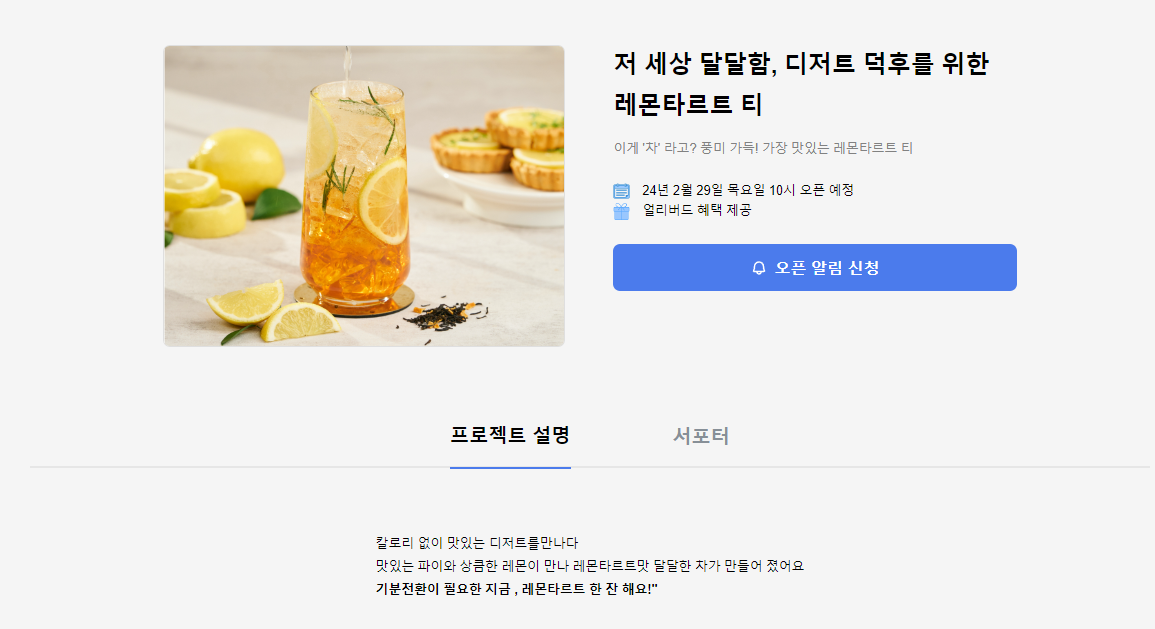 저 세상 달달함, 디저트 덕후를 위한
레몬타르트 티
이게 '차' 라고? 풍미 가득! 가장 맛있는 레몬타르트 티
24년 2월 29일 목요일 10시 오픈 예정
얼리버드 혜택 제공
오픈 알림 신청
프로젝트 설명
서포터
칼로리 없이 맛있는 디저트를만나다
맛있는 파이와 상큼한 레몬이 만나 레몬타르트맛 달달한 차가 만들어 졌어요
기분전환이 필요한 지금 , 레몬타르트 한 잔 해요!"